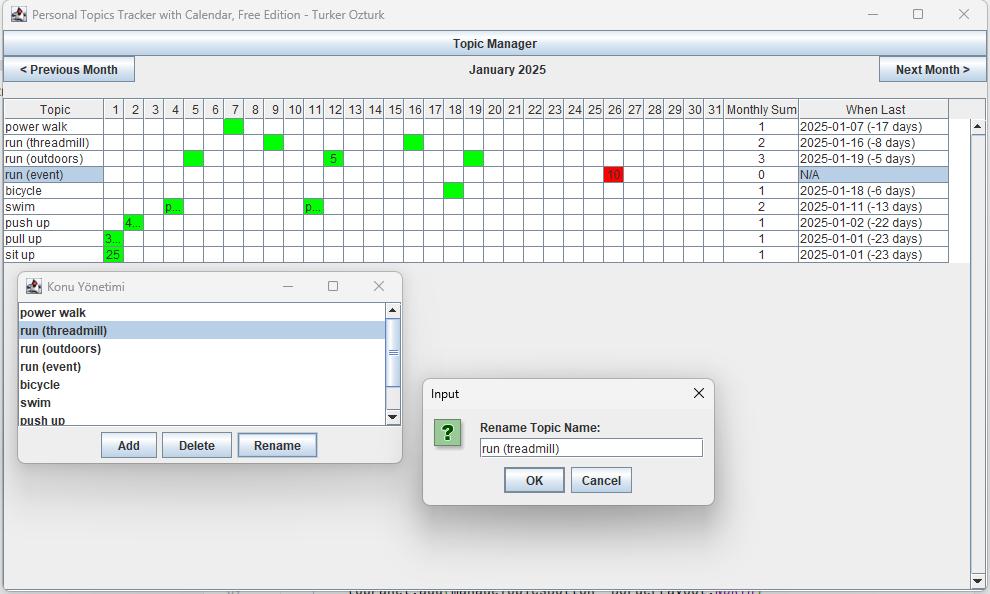 Personal Topics Tracker with Calendar, Free Edition - Turker Ozturk
Topic Manager
< Previous Month January 2025 Next Month >
Topic 1 2 3 4 5 6 7 8 9 10 11 12 13 14 15 16 17 18 19 20 21 22 23 24 25 26 27 28 29 30 31 Monthly Sum When Last
power walk 1 2025-01-07 (-17 days)
run (threadmill) 2 2025-01-16 (-8 days)
run (outdoors) 5 3 2025-01-19 (-5 days)
run (event) 10 0 N/A
bicycle 1 2025-01-18 (-6 days)
swim p... p... 2 2025-01-11 (-13 days)
push up 4... 1 2025-01-02 (-22 days)
pull up 3... 1 2025-01-01 (-23 days)
sit up 25 1 2025-01-01 (-23 days)
Konu Yönetimi
power walk
run (threadmill)
run (outdoors)
run (event)
bicycle
swim
push up
Add Delete Rename
Input
Rename Topic Name:
run (treadmill)
OK Cancel